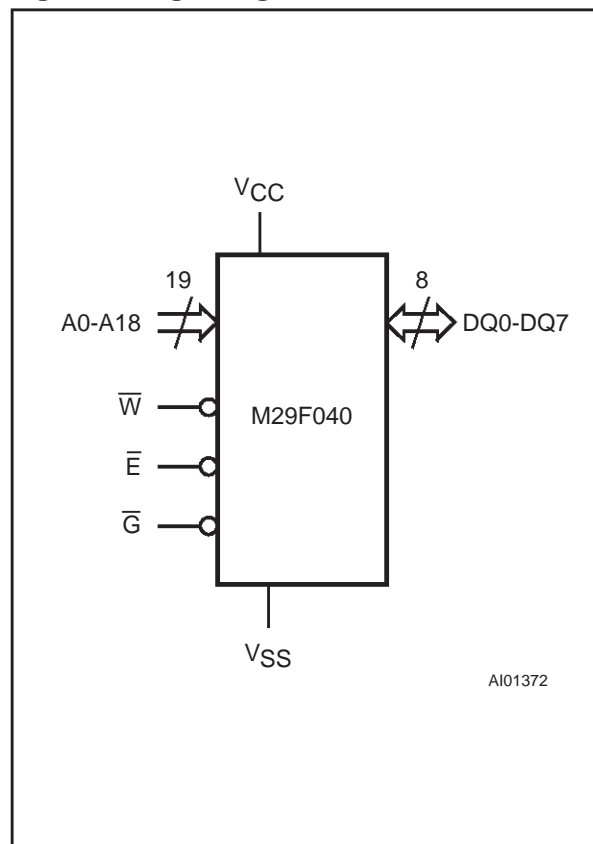 VCC
19
8
A0-A18
DQ0-DQ7
W̅
M29F040
E̅
G̅
VSS
AI01372